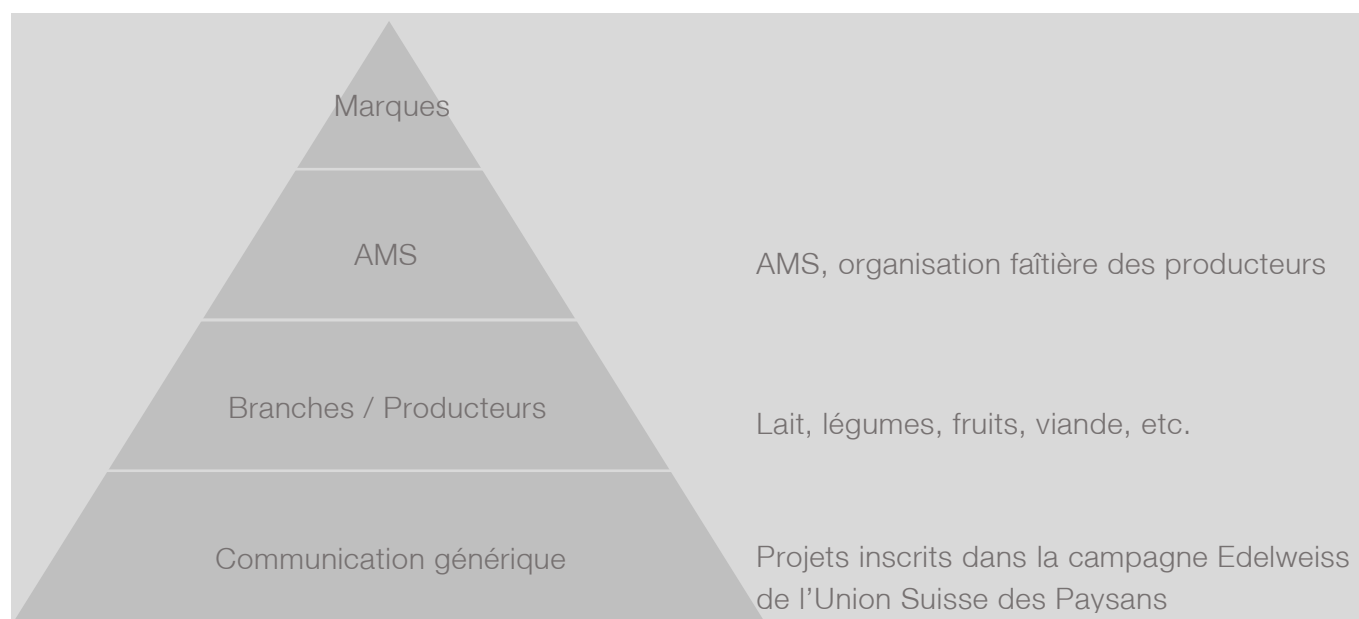 Marques
AMS
AMS, organisation faîtière des producteurs
Branches / Producteurs
Lait, légumes, fruits, viande, etc.
Communication générique
Projets inscrits dans la campagne Edelweiss
de l’Union Suisse des Paysans